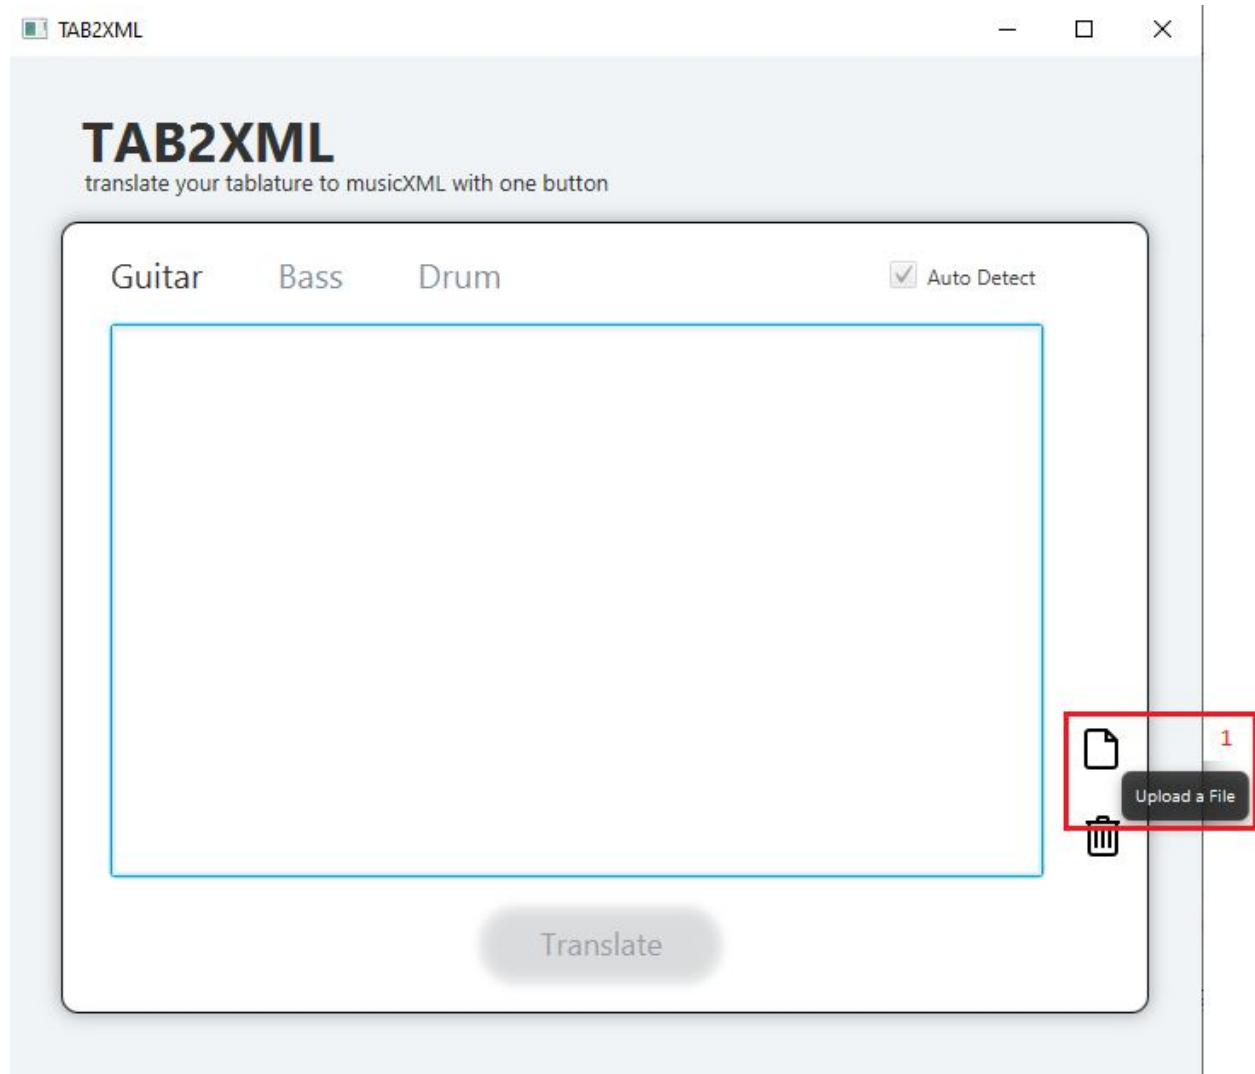 TAB2XML
TAB2XML
translate your tablature to musicXML with one button
Guitar Bass Drum Auto Detect
1
Upload a File
Translate